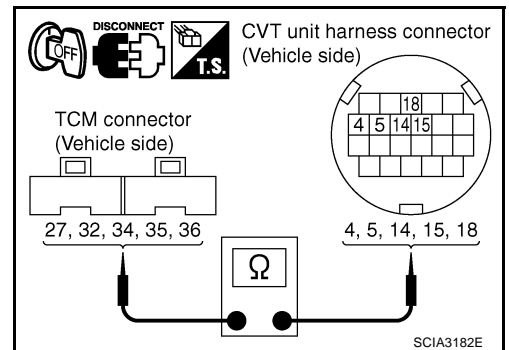 OFF
DISCONNECT
T.S.
CVT unit harness connector
(Vehicle side)
TCM connector
(Vehicle side)
18
4 5 14 15
27, 32, 34, 35, 36
4, 5, 14, 15, 18
Ω
SCIA3182E